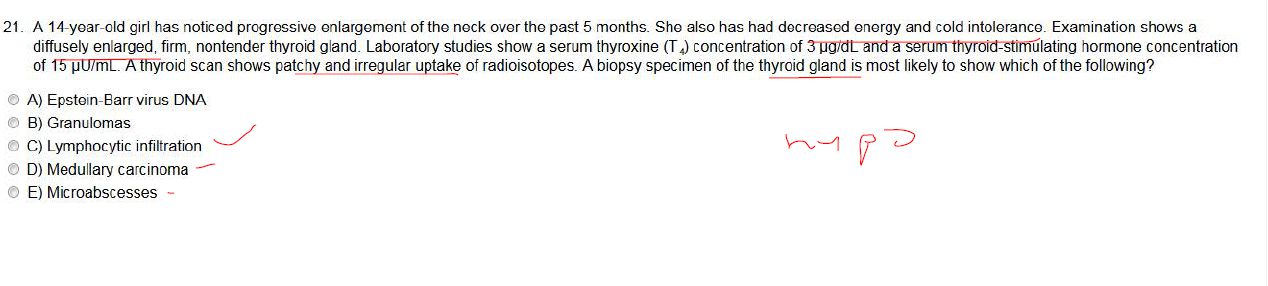 21. A 14-year-old girl has noticed progressive enlargement of the neck over the past 5 months. She also has had decreased energy and cold intolerance. Examination shows a
diffusely enlarged, firm, nontender thyroid gland. Laboratory studies show a serum thyroxine (T4) concentration of 3 µg/dL and a serum thyroid-stimulating hormone concentration
of 15 µU/mL. A thyroid scan shows patchy and irregular uptake of radioisotopes. A biopsy specimen of the thyroid gland is most likely to show which of the following?
A) Epstein-Barr virus DNA
B) Granulomas
C) Lymphocytic infiltration
hypo
D) Medullary carcinoma
E) Microabscesses